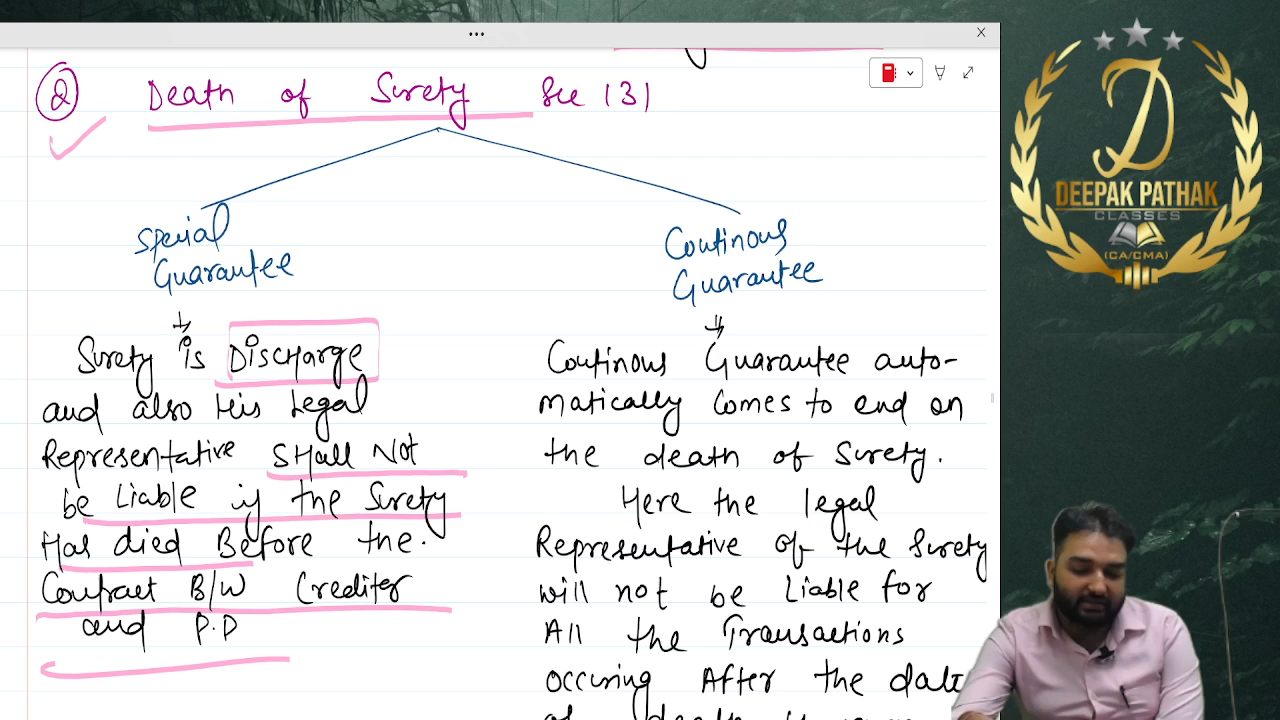 ② Death of Surety Sec 131
Special
Guarantee
Surety is Discharge
and also His Legal
Representative SHall Not
be Liable if the Surety
Has died Before the.
Contract B/W Crediter
and P.D
Continous
Guarantee
Continous Guarantee auto-
matically comes to end on
the death of Surety.
Here the legal
Representative of the Surety
will not be Liable for
All the Transactions
occuring After the date
of death
D
DEEPAK PATHAK
CLASSES
(CA/CMA)